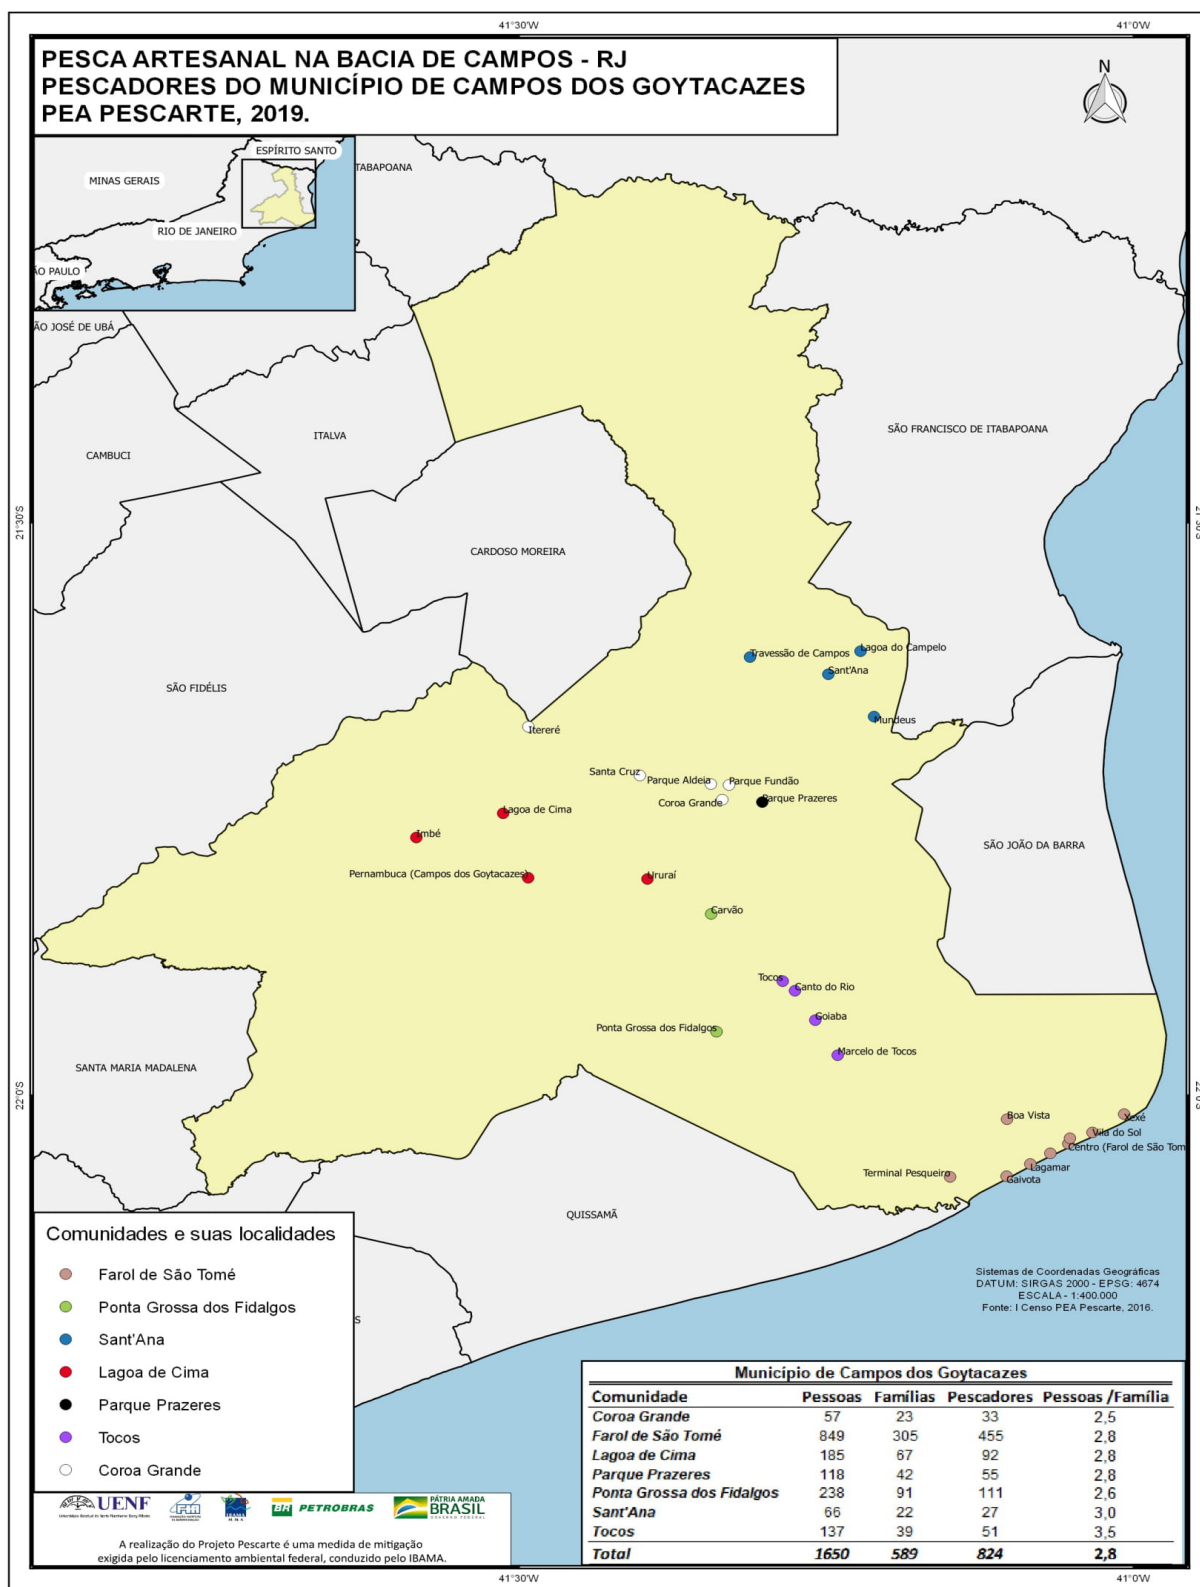 41°30'W 41°0'W
PESCA ARTESANAL NA BACIA DE CAMPOS - RJ
PESCADORES DO MUNICÍPIO DE CAMPOS DOS GOYTACAZES
PEA PESCARTE, 2019.
N
ESPÍRITO SANTO
MINAS GERAIS
RIO DE JANEIRO
ÃO PAULO
TABAPOANA
ÃO JOSÉ DE UBÁ
ITALVA
CAMBUCI
SÃO FRANCISCO DE ITABAPOANA
21°30'S 21°30'S
CARDOSO MOREIRA
Travessão de Campos
Lagoa do Campelo
Sant'Ana
SÃO FIDÉLIS
Mundeus
Itereré
Santa Cruz
Parque Aldeia
Parque Fundão
Coroa Grande
Parque Prazeres
Lagoa de Cima
Imbé
SÃO JOÃO DA BARRA
Pernambuca (Campos dos Goytacazes)
Ururaí
Carvão
Tocos
Canto do Rio
Goiaba
Ponta Grossa dos Fidalgos
Marcelo de Tocos
SANTA MARIA MADALENA
22°0'S 22°0'S
Boa Vista
Xexé
Vila do Sol
Centro (Farol de São Tom
Lagamar
Terminal Pesqueiro
Gaivota
QUISSAMÃ
S
Comunidades e suas localidades
Farol de São Tomé
Ponta Grossa dos Fidalgos
Sant'Ana
Lagoa de Cima
Parque Prazeres
Tocos
Coroa Grande
Sistemas de Coordenadas Geográficas
DATUM: SIRGAS 2000 - EPSG: 4674
ESCALA - 1:400.000
Fonte: I Censo PEA Pescarte, 2016.
Município de Campos dos Goytacazes
Comunidade Pessoas Famílias Pescadores Pessoas /Família
Coroa Grande 57 23 33 2,5
Farol de São Tomé 849 305 455 2,8
Lagoa de Cima 185 67 92 2,8
Parque Prazeres 118 42 55 2,8
Ponta Grossa dos Fidalgos 238 91 111 2,6
Sant'Ana 66 22 27 3,0
Tocos 137 39 51 3,5
Total 1650 589 824 2,8
UENF
IBAMA
M.M.A.
BR PETROBRAS
PÁTRIA AMADA
BRASIL
GOVERNO FEDERAL
A realização do Projeto Pescarte é uma medida de mitigação
exigida pelo licenciamento ambiental federal, conduzido pelo IBAMA.
41°30'W 41°0'W